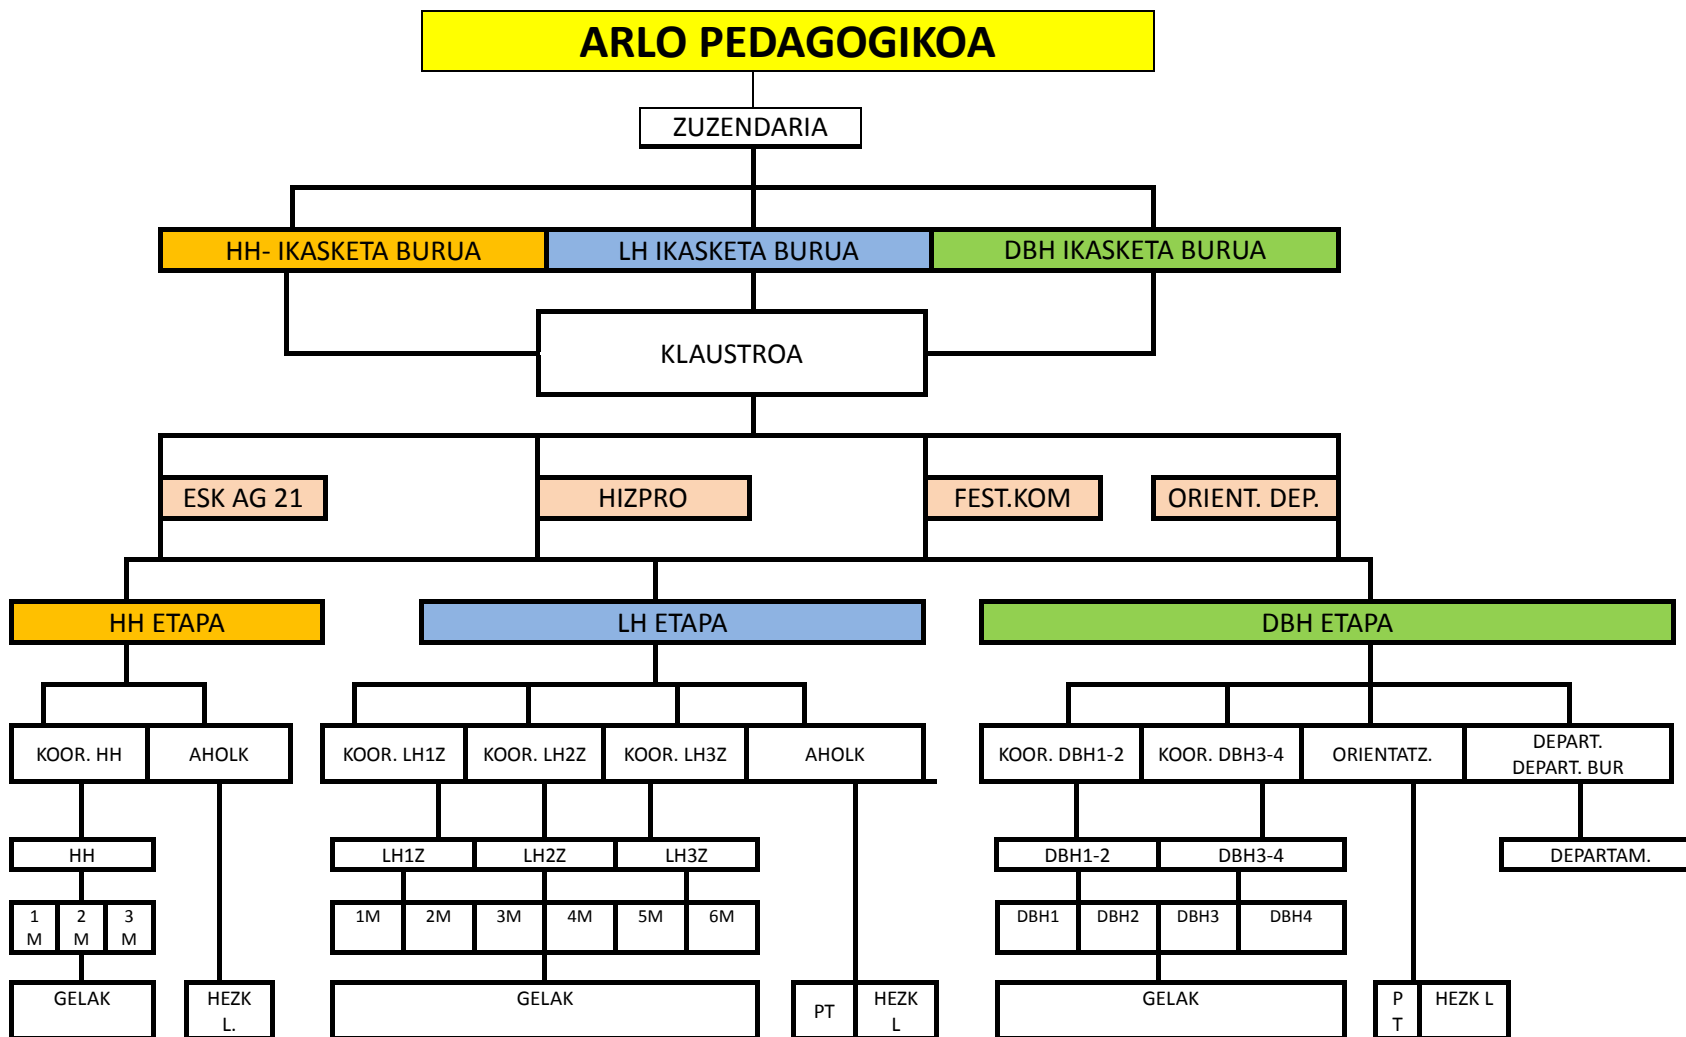 ARLO PEDAGOGIKOA
ZUZENDARIA
HH- IKASKETA BURUA
LH IKASKETA BURUA
DBH IKASKETA BURUA
KLAUSTROA
ESK AG 21
HIZPRO
FEST.KOM
ORIENT. DEP.
HH ETAPA
LH ETAPA
DBH ETAPA
KOOR. HH
AHOLK
KOOR. LH1Z
KOOR. LH2Z
KOOR. LH3Z
AHOLK
KOOR. DBH1-2
KOOR. DBH3-4
ORIENTATZ.
DEPART.
DEPART. BUR
HH
LH1Z
LH2Z
LH3Z
DBH1-2
DBH3-4
DEPARTAM.
1
M
2
M
3
M
1M
2M
3M
4M
5M
6M
DBH1
DBH2
DBH3
DBH4
GELAK
HEZK
L.
GELAK
PT
HEZK
L
GELAK
P
T
HEZK L